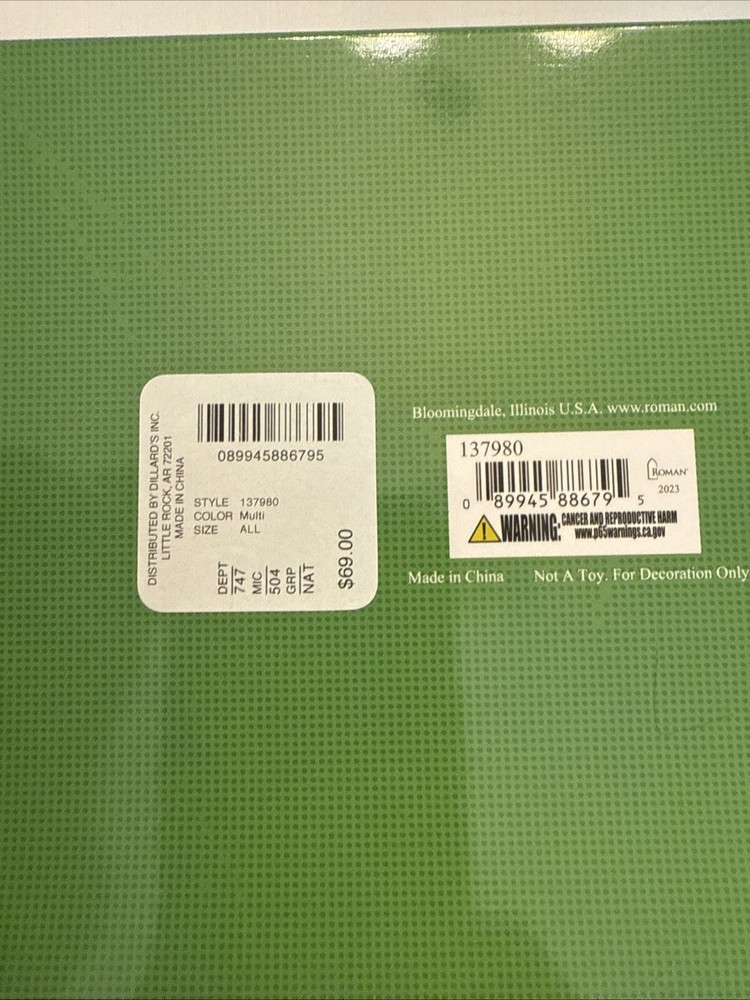 DISTRIBUTED BY DILLARD'S INC.
LITTLE ROCK, AR 72201
MADE IN CHINA
089945886795
STYLE 137980
COLOR Multi
SIZE ALL
DEPT
747
MIC
504
GRP
NAT
$69.00
Bloomingdale, Illinois U.S.A. www.roman.com
137980
ROMAN
2023
0 89945 88679 5
WARNING: CANCER AND REPRODUCTIVE HARM
www.p65warnings.ca.gov
Made in China Not A Toy. For Decoration Only